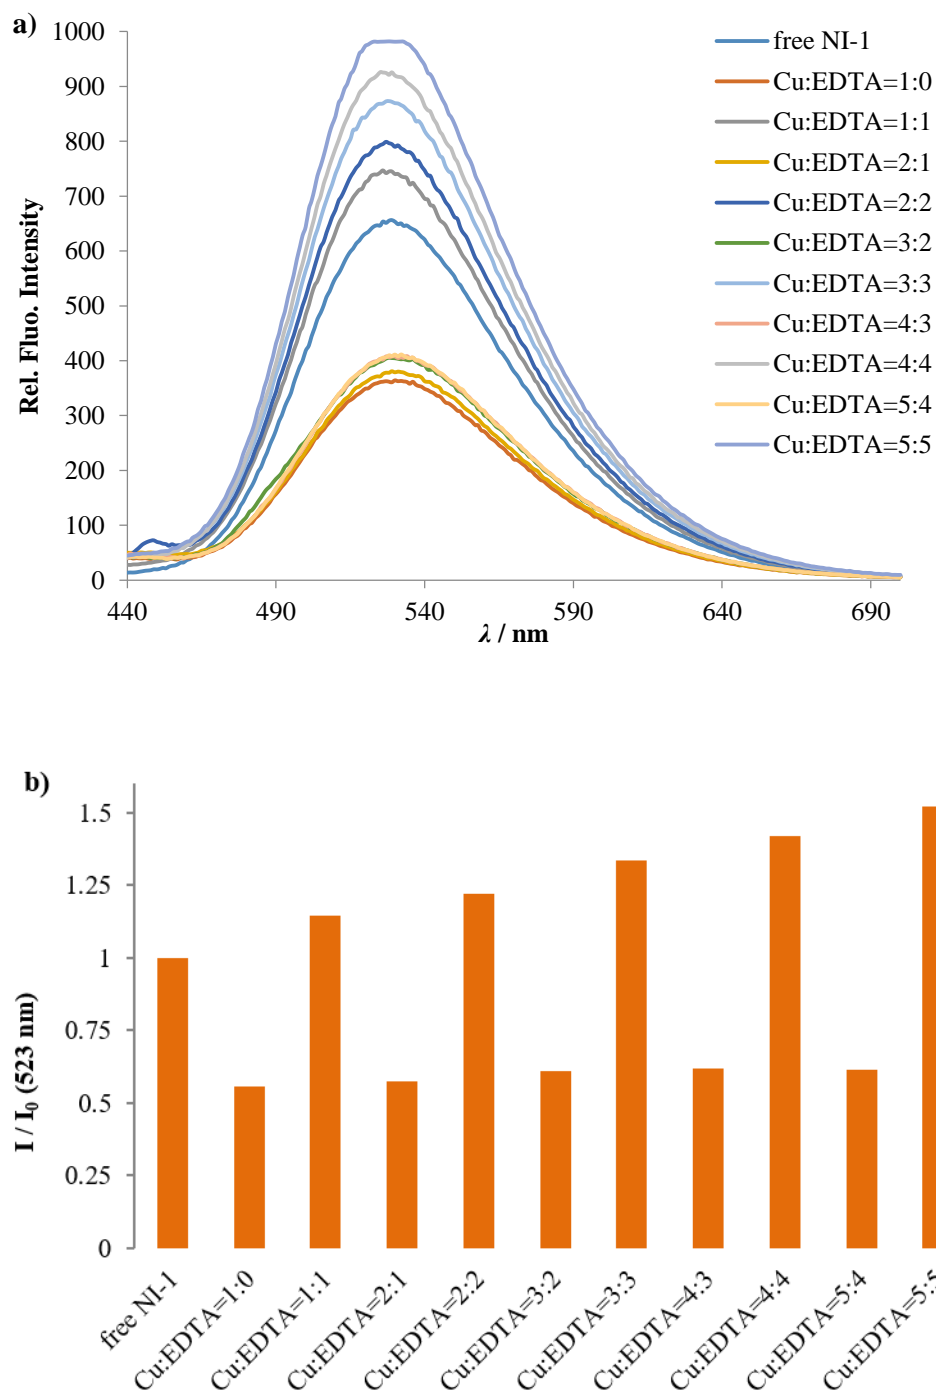 a)
Rel. Fluo. Intensity
1000
900
800
700
600
500
400
300
200
100
0
440
490
540
590
640
690
λ / nm
free NI-1
Cu:EDTA=1:0
Cu:EDTA=1:1
Cu:EDTA=2:1
Cu:EDTA=2:2
Cu:EDTA=3:2
Cu:EDTA=3:3
Cu:EDTA=4:3
Cu:EDTA=4:4
Cu:EDTA=5:4
Cu:EDTA=5:5
b)
I / I₀ (523 nm)
1.5
1.25
1
0.75
0.5
0.25
0
free NI-1
Cu:EDTA=1:0
Cu:EDTA=1:1
Cu:EDTA=2:1
Cu:EDTA=2:2
Cu:EDTA=3:2
Cu:EDTA=3:3
Cu:EDTA=4:3
Cu:EDTA=4:4
Cu:EDTA=5:4
Cu:EDTA=5:5